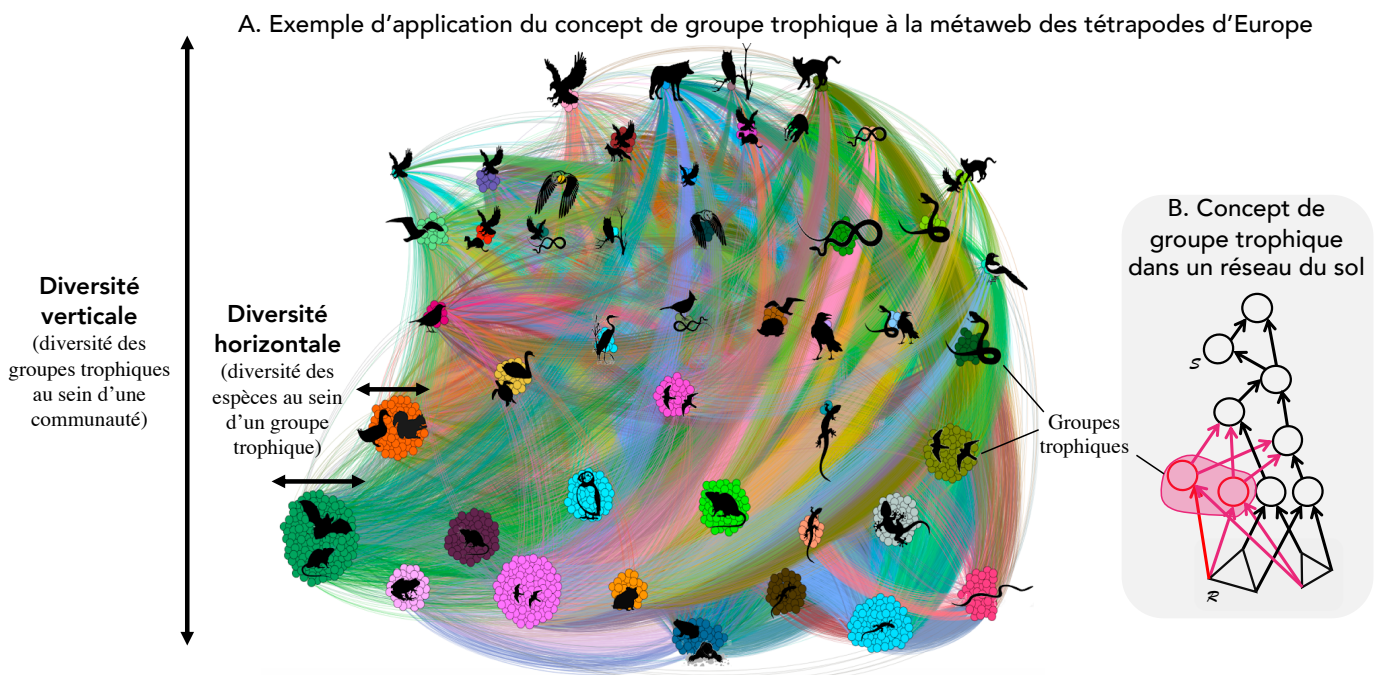 A. Exemple d’application du concept de groupe trophique à la métaweb des tétrapodes d’Europe
Diversité
verticale
(diversité des
groupes trophiques
au sein d’une
communauté)
Diversité
horizontale
(diversité des
espèces au sein
d’un groupe
trophique)
Groupes
trophiques
B. Concept de
groupe trophique
dans un réseau du sol
S
R